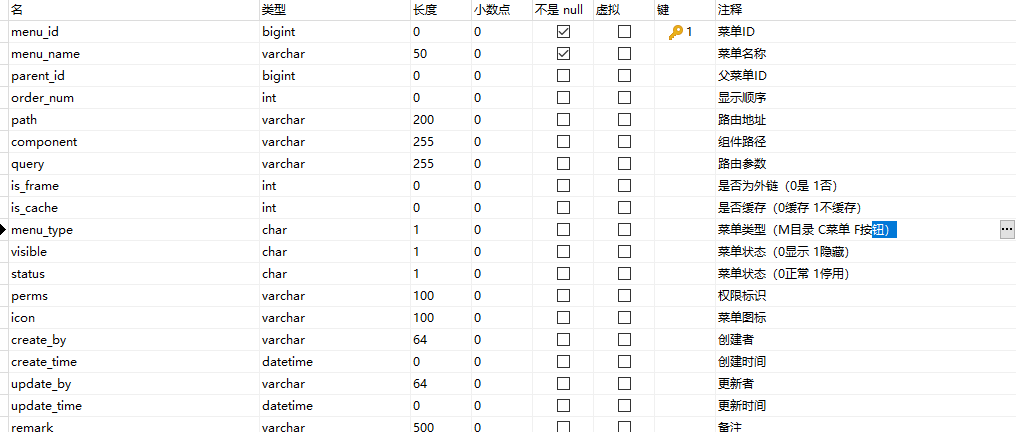 名 类型 长度 小数点 不是 null 虚拟 键 注释
menu_id bigint 0 0 1 菜单ID
menu_name varchar 50 0 菜单名称
parent_id bigint 0 0 父菜单ID
order_num int 0 0 显示顺序
path varchar 200 0 路由地址
component varchar 255 0 组件路径
query varchar 255 0 路由参数
is_frame int 0 0 是否为外链（0是 1否）
is_cache int 0 0 是否缓存（0缓存 1不缓存）
menu_type char 1 0 菜单类型（M目录 C菜单 F按钮） ...
visible char 1 0 菜单状态（0显示 1隐藏）
status char 1 0 菜单状态（0正常 1停用）
perms varchar 100 0 权限标识
icon varchar 100 0 菜单图标
create_by varchar 64 0 创建者
create_time datetime 0 0 创建时间
update_by varchar 64 0 更新者
update_time datetime 0 0 更新时间
remark varchar 500 0 备注